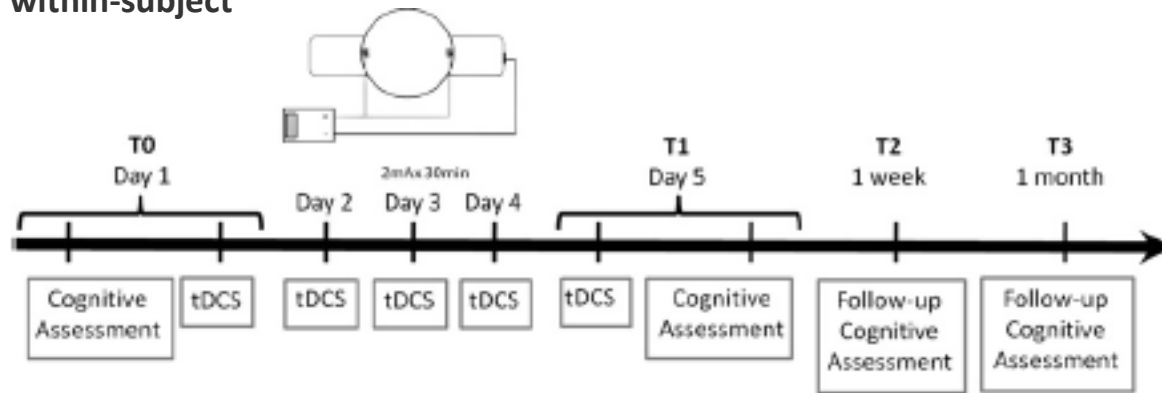 within-subject
T0
Day 1
2mAx 30min
Day 2
Day 3
Day 4
T1
Day 5
T2
1 week
T3
1 month
Cognitive
Assessment
tDCS
tDCS
tDCS
tDCS
tDCS
Cognitive
Assessment
Follow-up
Cognitive
Assessment
Follow-up
Cognitive
Assessment